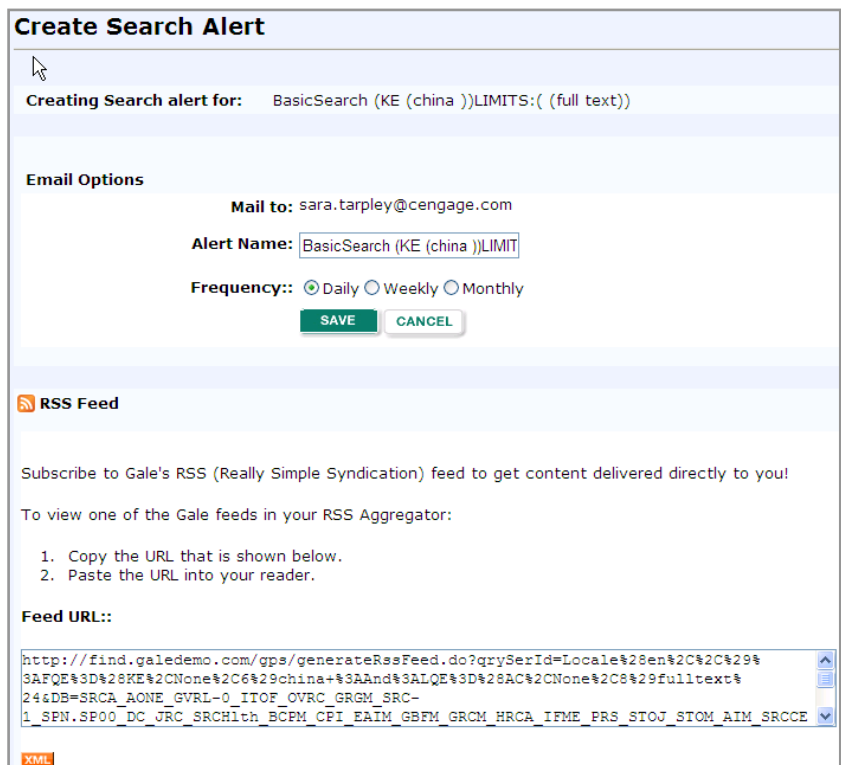 Create Search Alert
Creating Search alert for: BasicSearch (KE (china ))LIMITS:( (full text))
Email Options
Mail to: sara.tarpley@cengage.com
Alert Name: BasicSearch (KE (china ))LIMIT
Frequency:: Daily Weekly Monthly
SAVE CANCEL
RSS Feed
Subscribe to Gale's RSS (Really Simple Syndication) feed to get content delivered directly to you!
To view one of the Gale feeds in your RSS Aggregator:
1. Copy the URL that is shown below.
2. Paste the URL into your reader.
Feed URL::
http://find.galedemo.com/gps/generateRssFeed.do?qrySerId=Locale%28en%2C%2C%29%
3AFQE%3D%28KE%2CNone%2C6%29china+%3AAnd%3ALQE%3D%28AC%2CNone%2C8%29fulltext%
24&DB=SRCA_AONE_GVRL-0_ITOF_OVRC_GRGM_SRC-
1_SPN.SP00_DC_JRC_SRCHlth_BCPM_CPI_EAIM_GBFM_GRCM_HRCA_IFME_PRS_STOJ_STOM_AIM_SRCCE
XML